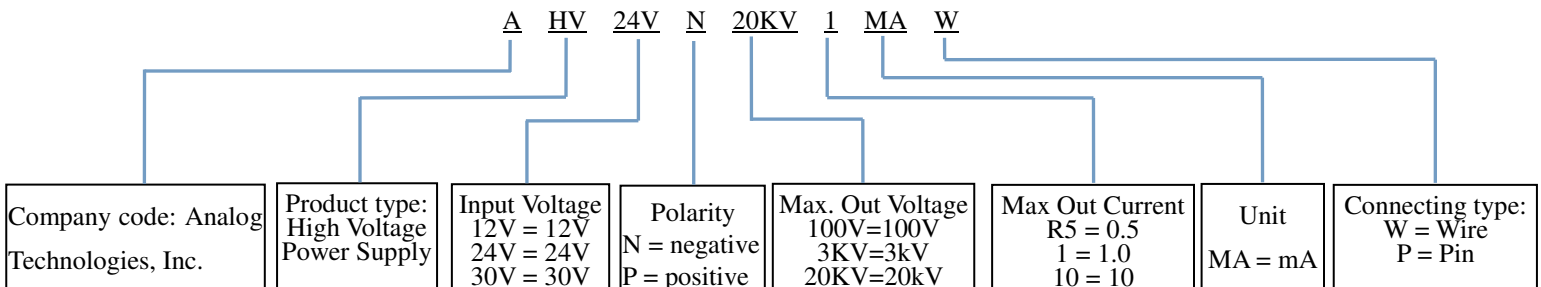 A HV 24V N 20KV 1 MA W
Company code: Analog
Technologies, Inc.
Product type:
High Voltage
Power Supply
Input Voltage
12V = 12V
24V = 24V
30V = 30V
Polarity
N = negative
P = positive
Max. Out Voltage
100V=100V
3KV=3kV
20KV=20kV
Max Out Current
R5 = 0.5
1 = 1.0
10 = 10
Unit
MA = mA
Connecting type:
W = Wire
P = Pin